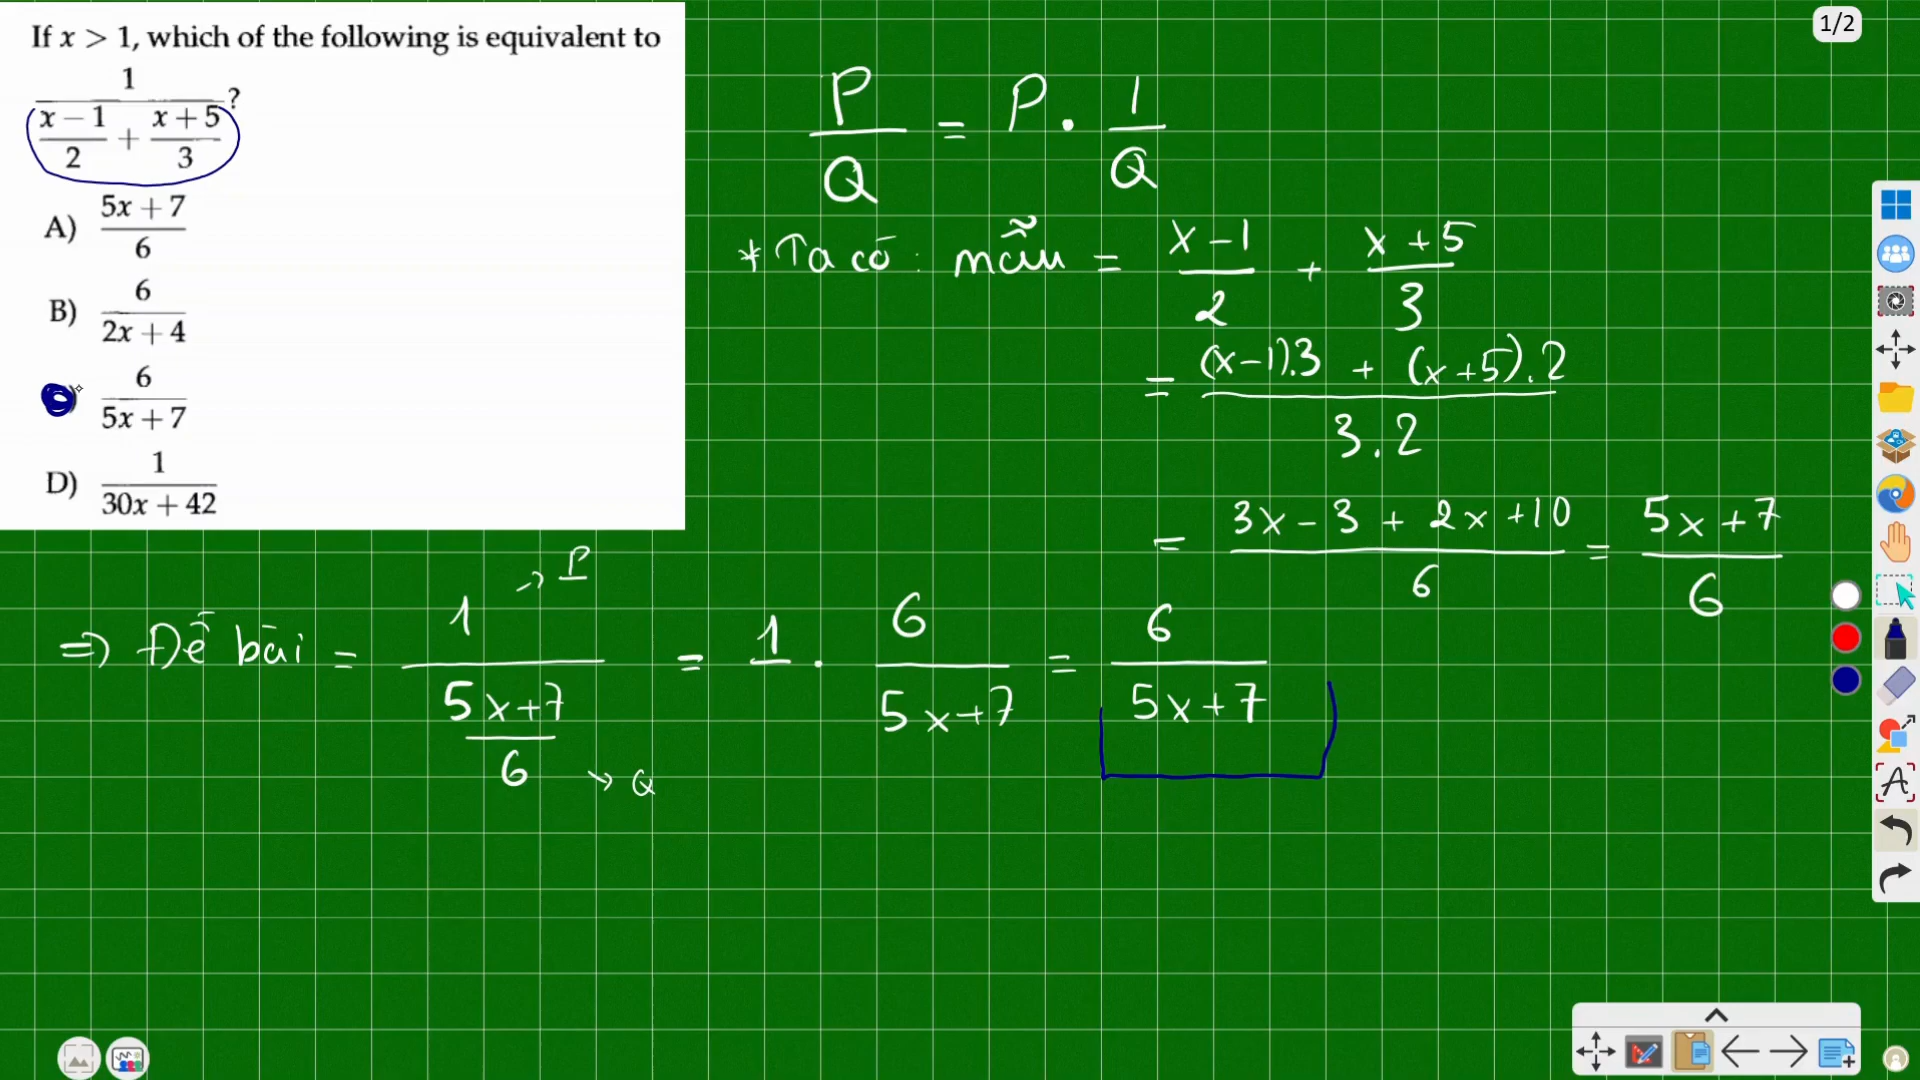 If x > 1, which of the following is equivalent to
1 / ((x − 1)/2 + (x + 5)/3) ?
A) (5x + 7)/6
B) 6/(2x + 4)
6/(5x + 7)
D) 1/(30x + 42)
1/2
P/Q = P . 1/Q
* Ta có : mẫu = (x − 1)/2 + (x + 5)/3
= ((x − 1).3 + (x + 5).2)/(3.2)
= (3x − 3 + 2x + 10)/6 = (5x + 7)/6
→ P
=> Đề bài = 1/((5x + 7)/6) = 1 . 6/(5x + 7) = 6/(5x + 7)
→ Q